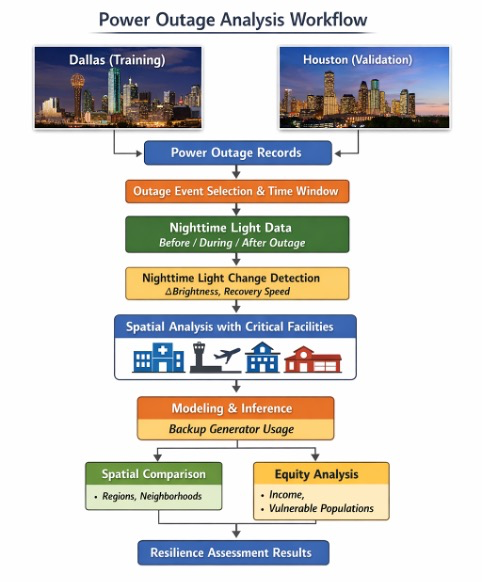 Power Outage Analysis Workflow
Dallas (Training)
Houston (Validation)
Power Outage Records
Outage Event Selection & Time Window
Nighttime Light Data
Before / During / After Outage
Nighttime Light Change Detection
ΔBrightness, Recovery Speed
Spatial Analysis with Critical Facilities
Modeling & Inference
Backup Generator Usage
Spatial Comparison
• Regions, Neighborhoods
Equity Analysis
• Income,
• Vulnerable Populations
Resilience Assessment Results